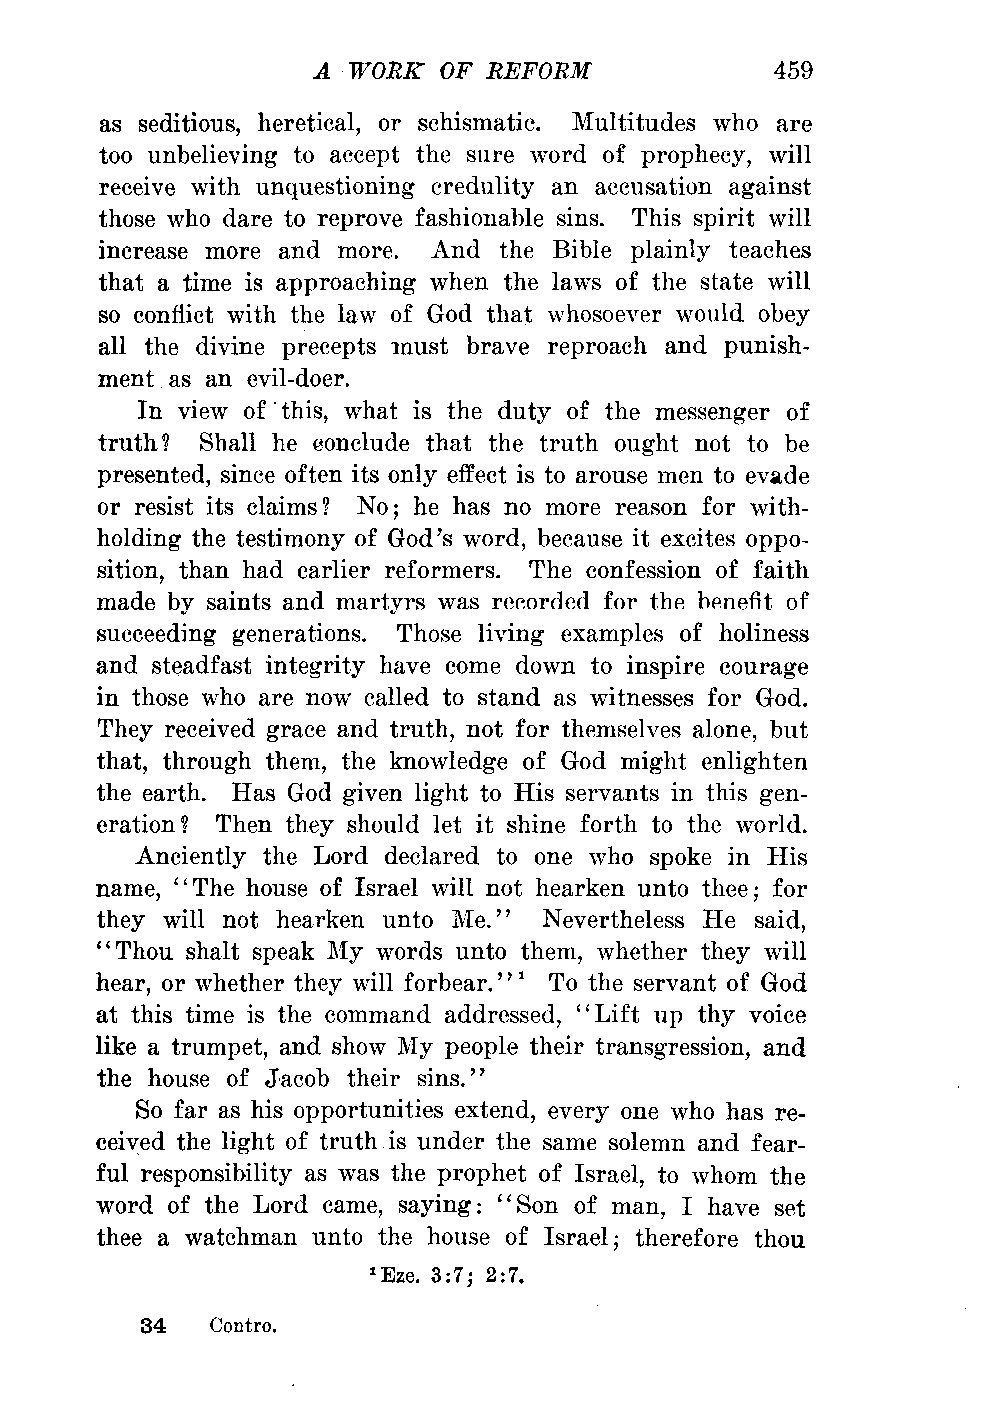 A WORK OF REFORM 459
as seditious, heretical, or schismatic. Multitudes who are
too unbelieving to accept the sure word of prophecy, will
receive with unquestioning credulity an accusation against
those who dare to reprove fashionable sins. This spirit will
increase more and more. And the Bible plainly teaches
that a time is approaching when the laws of the state will
so conflict with the law of God that whosoever would obey
all the divine precepts must brave reproach and punish-
ment as an evil-doer.
In view of this, what is the duty of the messenger of
truth? Shall he conclude that the truth ought not to be
presented, since often its only effect is to arouse men to evade
or resist its claims? No; he has no more reason for with-
holding the testimony of God's word, because it excites oppo-
sition, than had earlier reformers. The confession of faith
made by saints and martyrs was recorded for the benefit of
succeeding generations. Those living examples of holiness
and steadfast integrity have come down to inspire courage
in those who are now called to stand as witnesses for God.
They received grace and truth, not for themselves alone, but
that, through them, the knowledge of God might enlighten
the earth. Has God given light to His servants in this gen-
eration? Then they should let it shine forth to the world.
Anciently the Lord declared to one who spoke in His
name, "The house of Israel will not hearken unto thee; for
they will not hearken unto Me." Nevertheless He said,
"Thou shalt speak My words unto them, whether they will
hear, or whether they will forbear."¹ To the servant of God
at this time is the command addressed, "Lift up thy voice
like a trumpet, and show My people their transgression, and
the house of Jacob their sins."
So far as his opportunities extend, every one who has re-
ceived the light of truth is under the same solemn and fear-
ful responsibility as was the prophet of Israel, to whom the
word of the Lord came, saying: "Son of man, I have set
thee a watchman unto the house of Israel; therefore thou
¹Eze. 3:7; 2:7.
34 Contro.